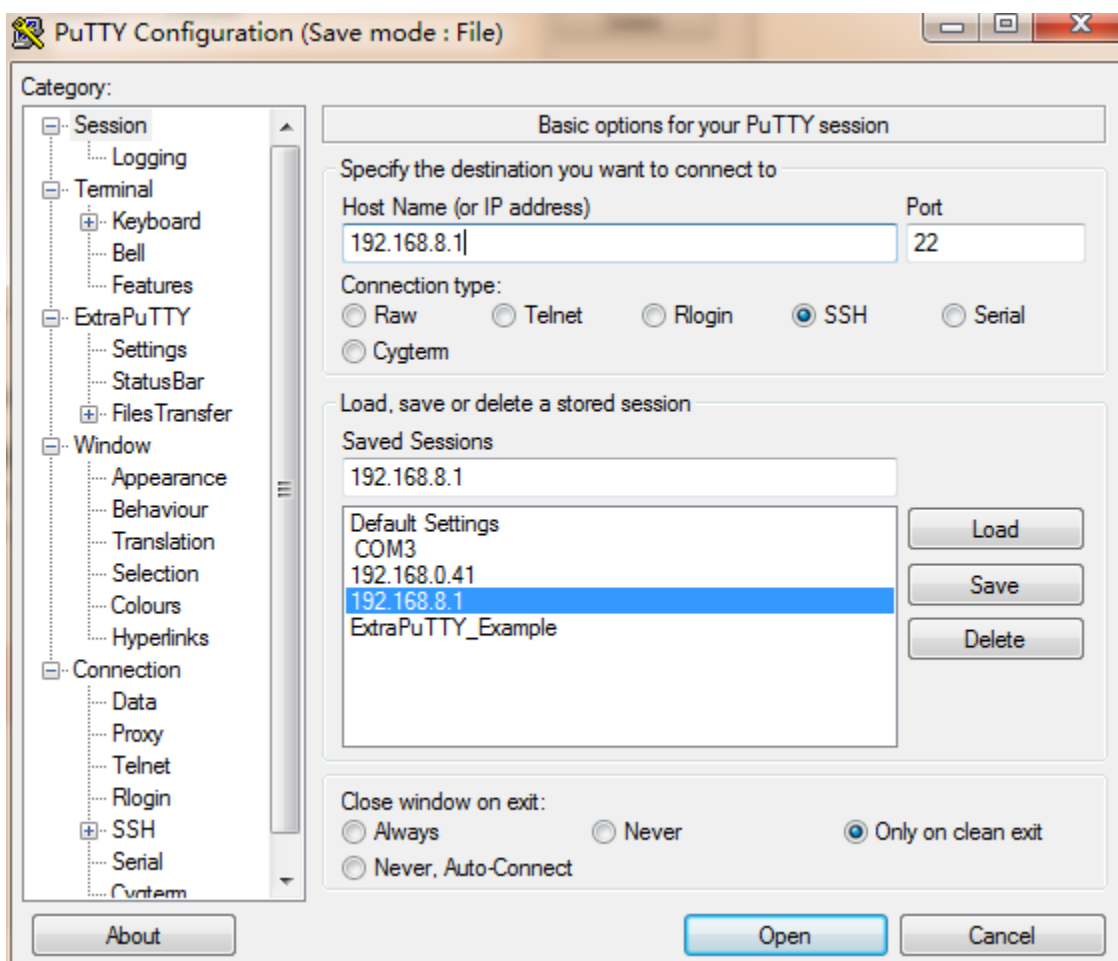 PuTTY Configuration (Save mode : File)
Category:
Session
Logging
Terminal
Keyboard
Bell
Features
ExtraPuTTY
Settings
StatusBar
FilesTransfer
Window
Appearance
Behaviour
Translation
Selection
Colours
Hyperlinks
Connection
Data
Proxy
Telnet
Rlogin
SSH
Serial
Cygterm
Basic options for your PuTTY session
Specify the destination you want to connect to
Host Name (or IP address) Port
192.168.8.1 22
Connection type:
Raw Telnet Rlogin SSH Serial
Cygterm
Load, save or delete a stored session
Saved Sessions
192.168.8.1
Default Settings
COM3
192.168.0.41
192.168.8.1
ExtraPuTTY_Example
Load
Save
Delete
Close window on exit:
Always Never Only on clean exit
Never, Auto-Connect
About Open Cancel